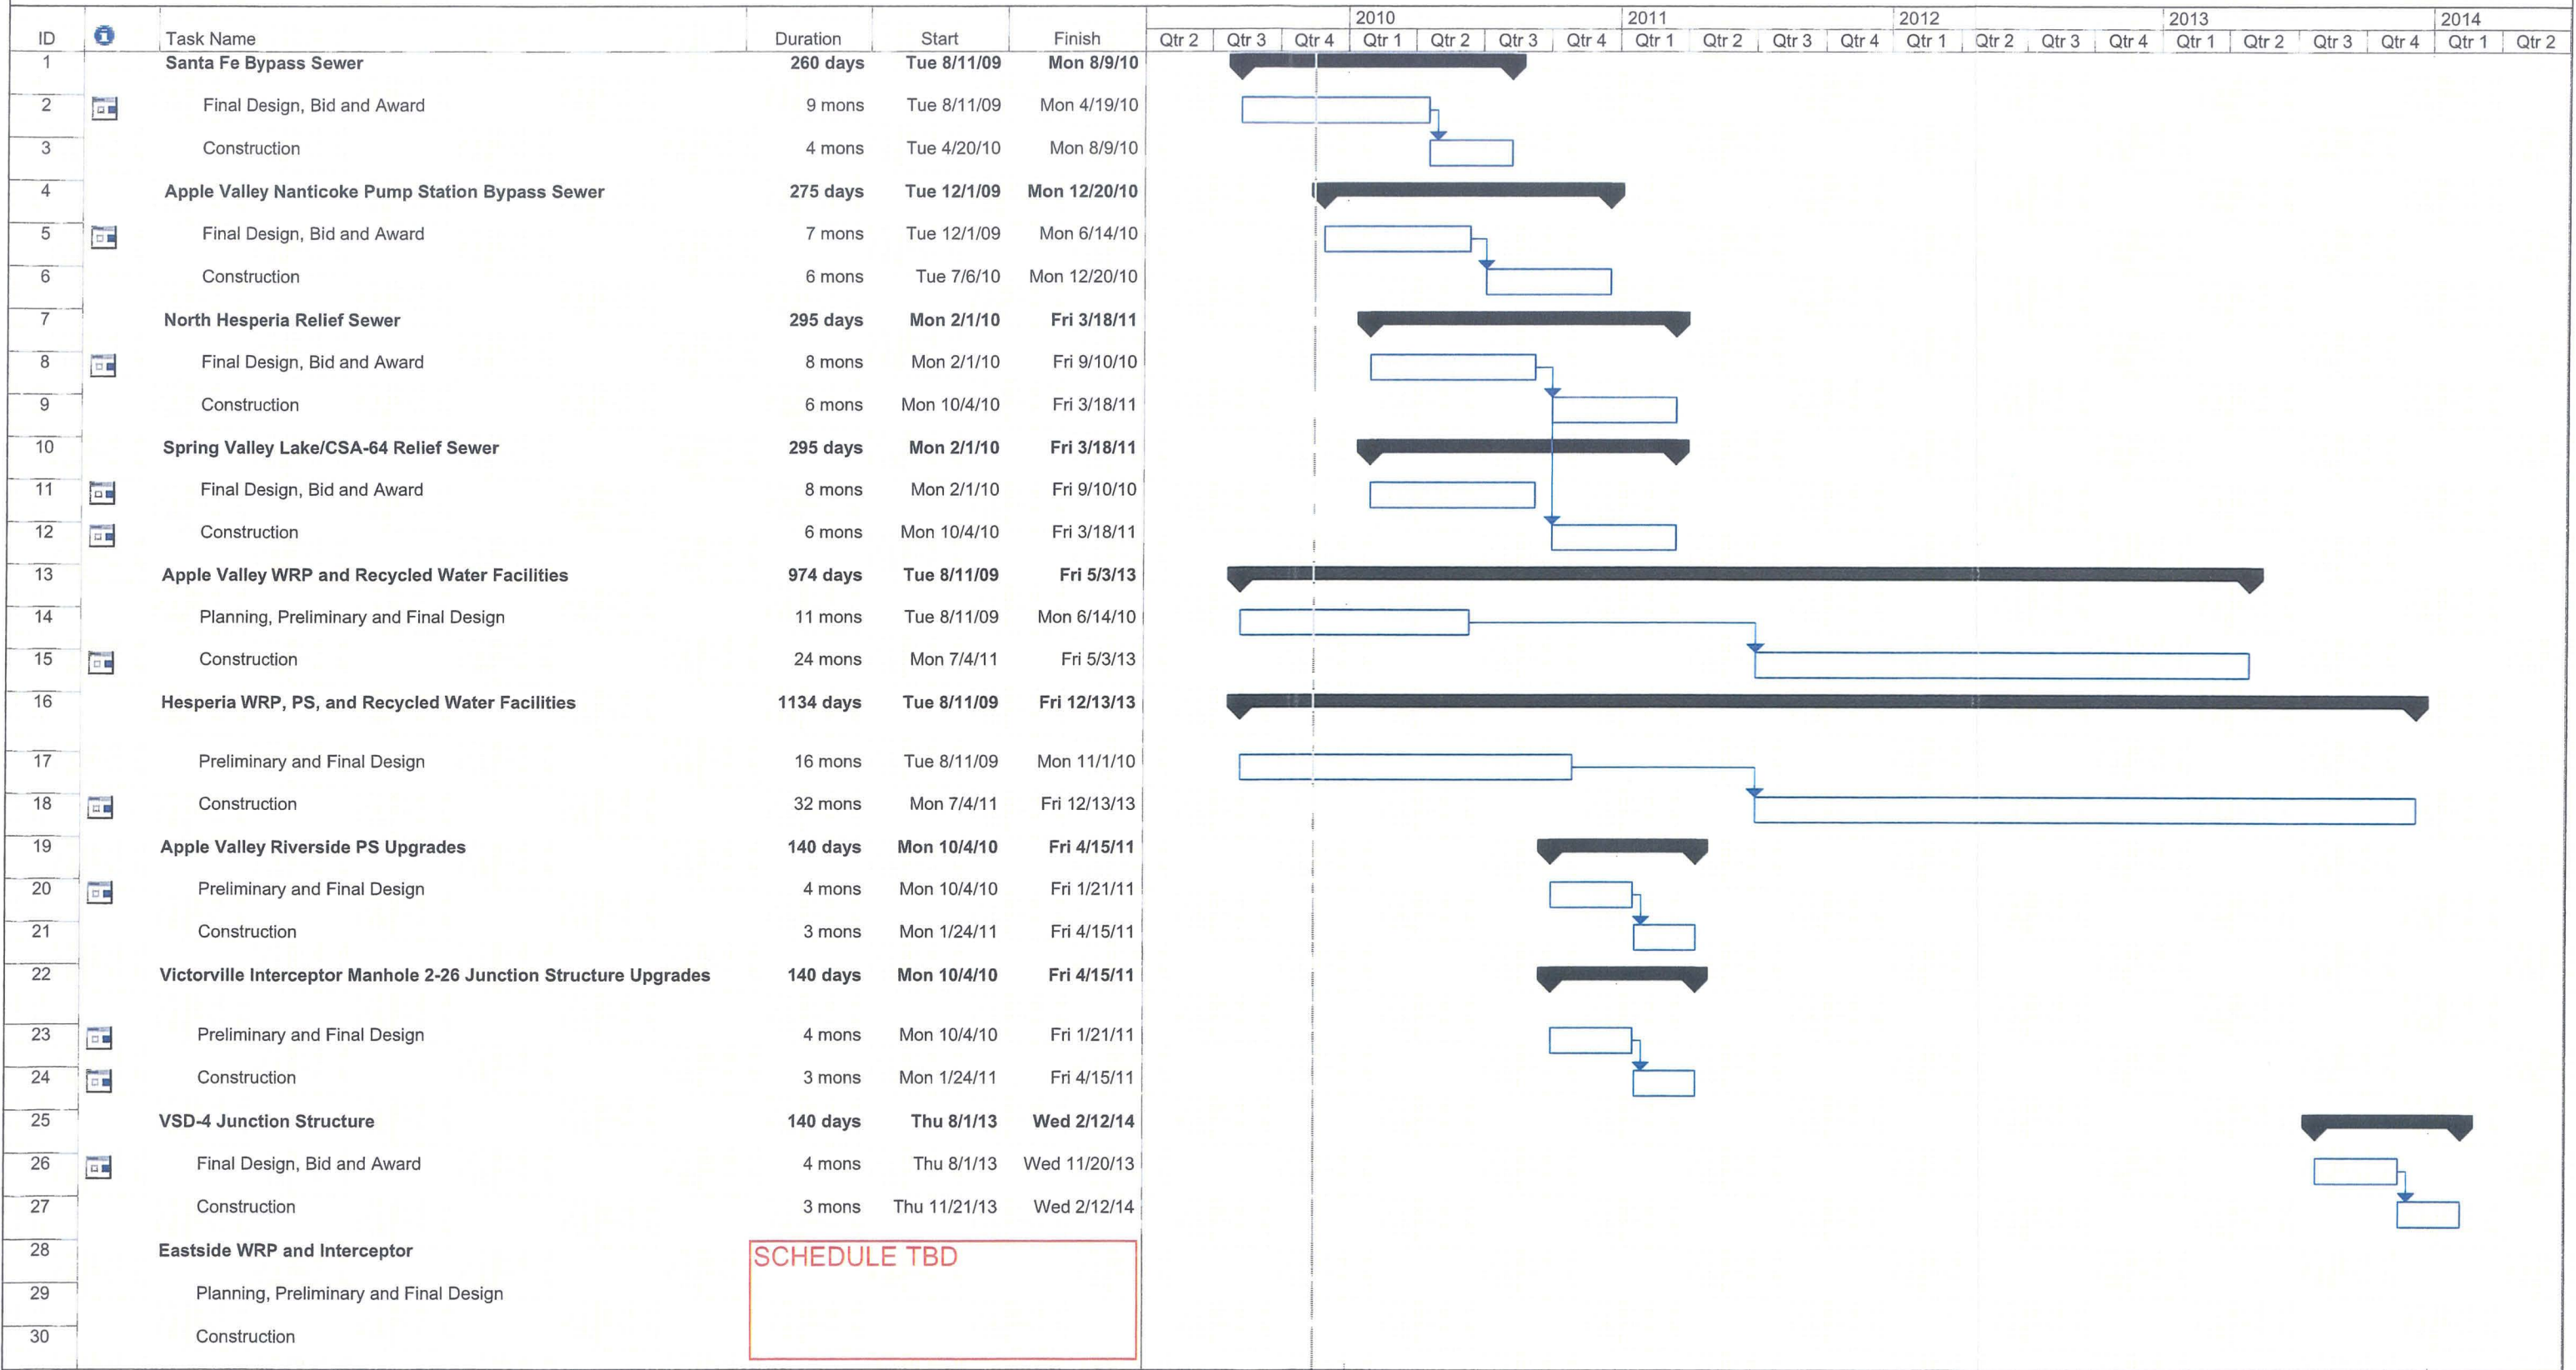 2010 2011 2012 2013 2014
ID Task Name Duration Start Finish Qtr 2 Qtr 3 Qtr 4 Qtr 1 Qtr 2 Qtr 3 Qtr 4 Qtr 1 Qtr 2 Qtr 3 Qtr 4 Qtr 1 Qtr 2 Qtr 3 Qtr 4 Qtr 1 Qtr 2 Qtr 3 Qtr 4 Qtr 1 Qtr 2
1 Santa Fe Bypass Sewer 260 days Tue 8/11/09 Mon 8/9/10
2 Final Design, Bid and Award 9 mons Tue 8/11/09 Mon 4/19/10
3 Construction 4 mons Tue 4/20/10 Mon 8/9/10
4 Apple Valley Nanticoke Pump Station Bypass Sewer 275 days Tue 12/1/09 Mon 12/20/10
5 Final Design, Bid and Award 7 mons Tue 12/1/09 Mon 6/14/10
6 Construction 6 mons Tue 7/6/10 Mon 12/20/10
7 North Hesperia Relief Sewer 295 days Mon 2/1/10 Fri 3/18/11
8 Final Design, Bid and Award 8 mons Mon 2/1/10 Fri 9/10/10
9 Construction 6 mons Mon 10/4/10 Fri 3/18/11
10 Spring Valley Lake/CSA-64 Relief Sewer 295 days Mon 2/1/10 Fri 3/18/11
11 Final Design, Bid and Award 8 mons Mon 2/1/10 Fri 9/10/10
12 Construction 6 mons Mon 10/4/10 Fri 3/18/11
13 Apple Valley WRP and Recycled Water Facilities 974 days Tue 8/11/09 Fri 5/3/13
14 Planning, Preliminary and Final Design 11 mons Tue 8/11/09 Mon 6/14/10
15 Construction 24 mons Mon 7/4/11 Fri 5/3/13
16 Hesperia WRP, PS, and Recycled Water Facilities 1134 days Tue 8/11/09 Fri 12/13/13
17 Preliminary and Final Design 16 mons Tue 8/11/09 Mon 11/1/10
18 Construction 32 mons Mon 7/4/11 Fri 12/13/13
19 Apple Valley Riverside PS Upgrades 140 days Mon 10/4/10 Fri 4/15/11
20 Preliminary and Final Design 4 mons Mon 10/4/10 Fri 1/21/11
21 Construction 3 mons Mon 1/24/11 Fri 4/15/11
22 Victorville Interceptor Manhole 2-26 Junction Structure Upgrades 140 days Mon 10/4/10 Fri 4/15/11
23 Preliminary and Final Design 4 mons Mon 10/4/10 Fri 1/21/11
24 Construction 3 mons Mon 1/24/11 Fri 4/15/11
25 VSD-4 Junction Structure 140 days Thu 8/1/13 Wed 2/12/14
26 Final Design, Bid and Award 4 mons Thu 8/1/13 Wed 11/20/13
27 Construction 3 mons Thu 11/21/13 Wed 2/12/14
28 Eastside WRP and Interceptor SCHEDULE TBD
29 Planning, Preliminary and Final Design
30 Construction